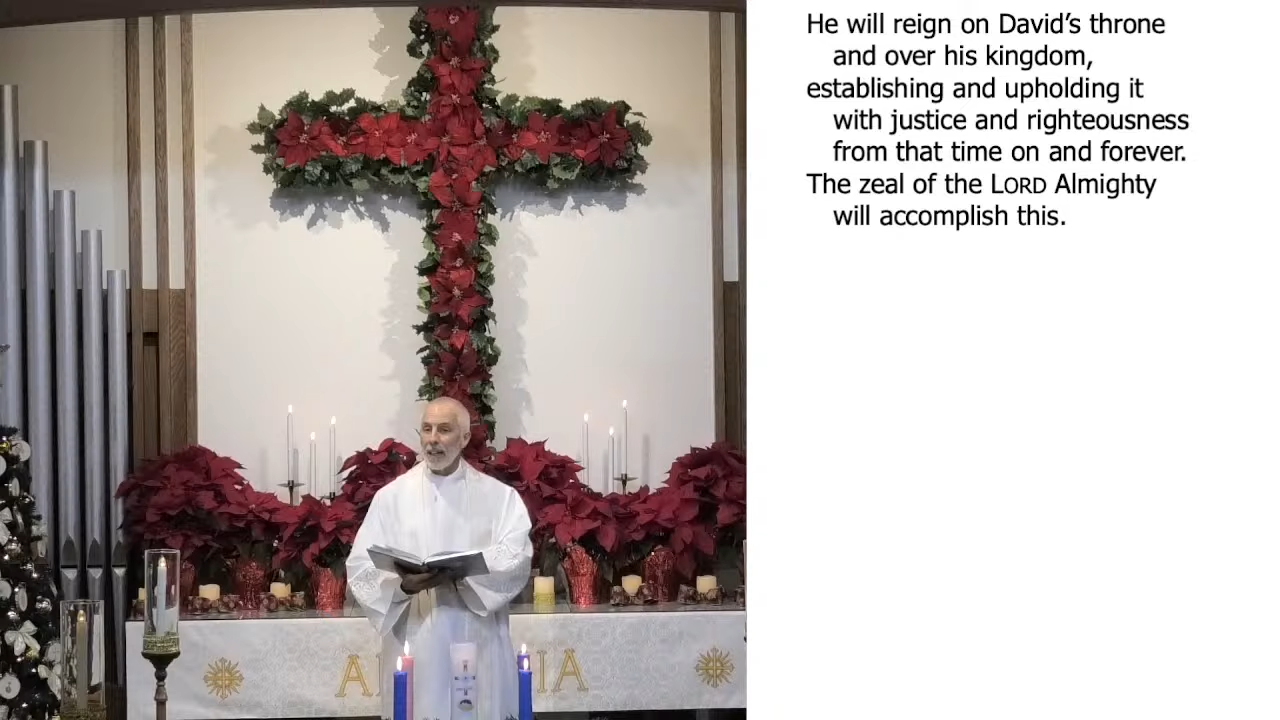 He will reign on David’s throne
and over his kingdom,
establishing and upholding it
with justice and righteousness
from that time on and forever.
The zeal of the LORD Almighty
will accomplish this.